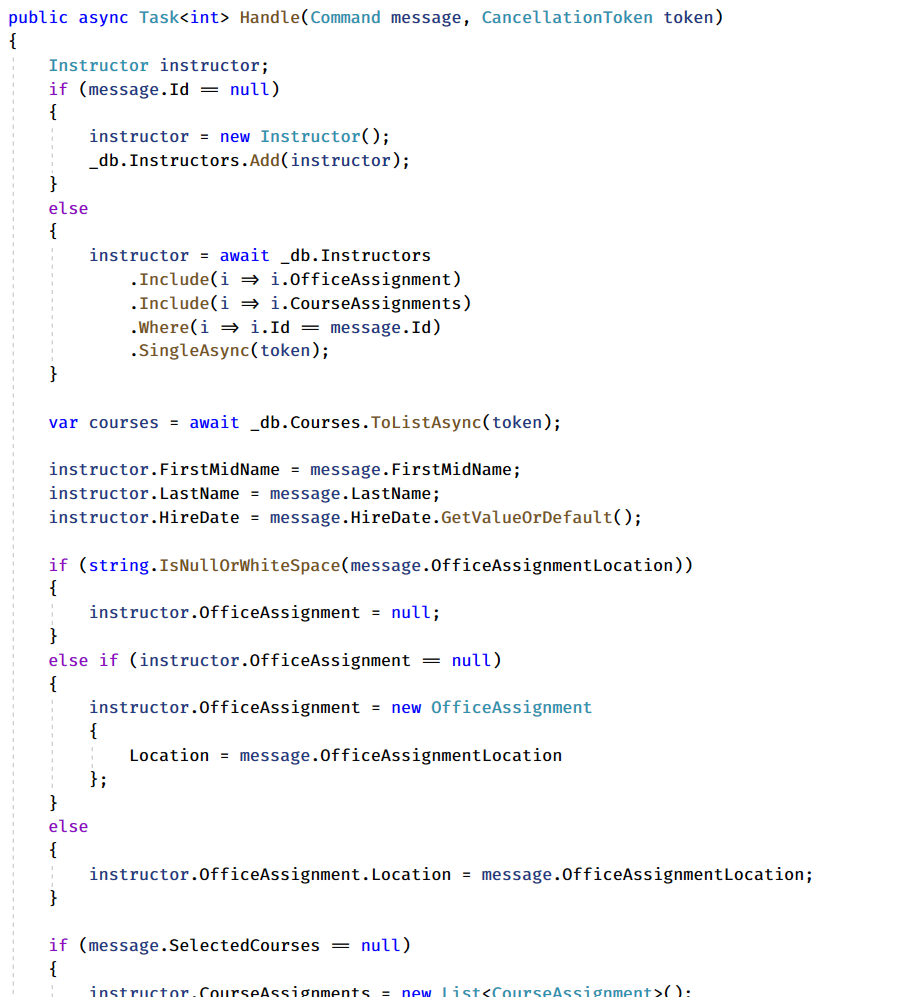 public async Task<int> Handle(Command message, CancellationToken token)
{
    Instructor instructor;
    if (message.Id == null)
    {
        instructor = new Instructor();
        _db.Instructors.Add(instructor);
    }
    else
    {
        instructor = await _db.Instructors
            .Include(i => i.OfficeAssignment)
            .Include(i => i.CourseAssignments)
            .Where(i => i.Id == message.Id)
            .SingleAsync(token);
    }

    var courses = await _db.Courses.ToListAsync(token);

    instructor.FirstMidName = message.FirstMidName;
    instructor.LastName = message.LastName;
    instructor.HireDate = message.HireDate.GetValueOrDefault();

    if (string.IsNullOrWhiteSpace(message.OfficeAssignmentLocation))
    {
        instructor.OfficeAssignment = null;
    }
    else if (instructor.OfficeAssignment == null)
    {
        instructor.OfficeAssignment = new OfficeAssignment
        {
            Location = message.OfficeAssignmentLocation
        };
    }
    else
    {
        instructor.OfficeAssignment.Location = message.OfficeAssignmentLocation;
    }

    if (message.SelectedCourses == null)
    {
        instructor.CourseAssignments = new List<CourseAssignment>();